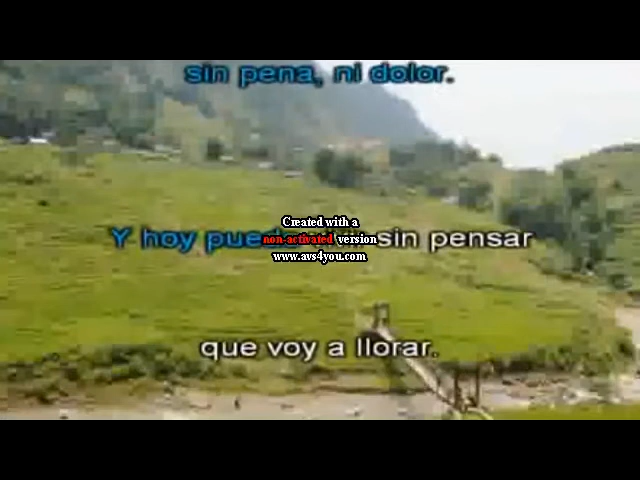 sin pena, ni dolor.
Created with a
Y hoy sin pensar
non-activated version
www.avs4you.com
que voy a llorar.